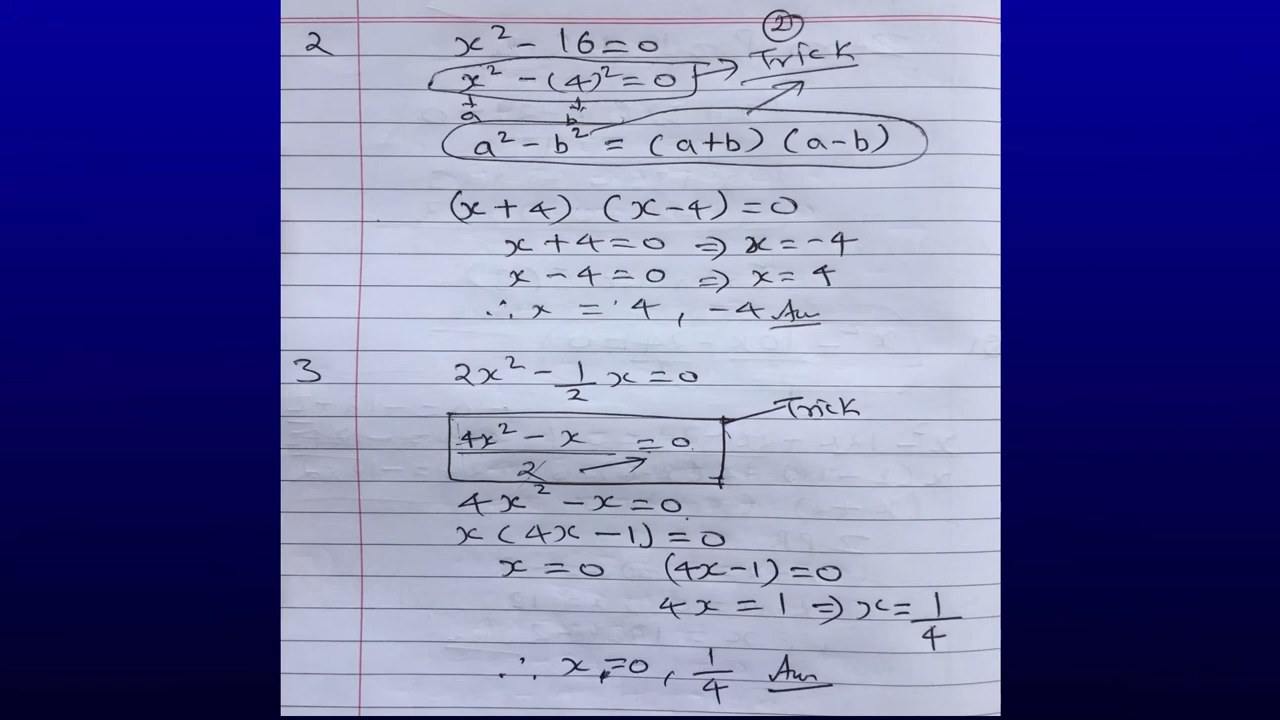 2
x² - 16 = 0
②
Trick
x² - (4)² = 0
a b
a² - b² = (a+b) (a-b)
(x + 4) (x - 4) = 0
x + 4 = 0 ⇒ x = -4
x - 4 = 0 ⇒ x = 4
∴ x = 4, -4 Ans
3
2x² - 1/2 x = 0
Trick
4x² - x / 2 = 0
4x² - x = 0
x (4x - 1) = 0
x = 0 (4x-1) = 0
4x = 1 ⇒ x = 1/4
∴ x = 0, 1/4 Ans